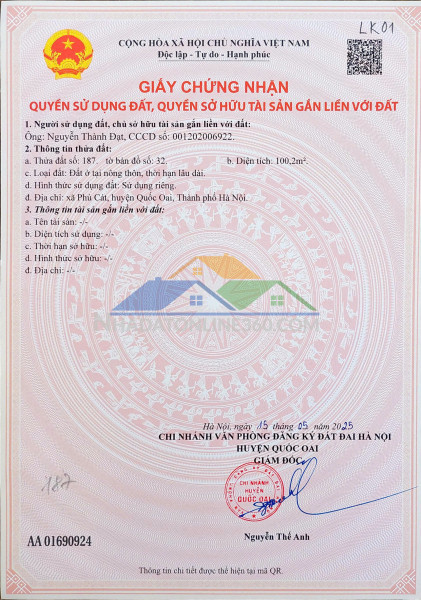 LK01
CỘNG HÒA XÃ HỘI CHỦ NGHĨA VIỆT NAM
Độc lập - Tự do - Hạnh phúc
GIẤY CHỨNG NHẬN
QUYỀN SỬ DỤNG ĐẤT, QUYỀN SỞ HỮU TÀI SẢN GẮN LIỀN VỚI ĐẤT
1. Người sử dụng đất, chủ sở hữu tài sản gắn liền với đất:
Ông: Nguyễn Thành Đạt, CCCD số: 001202006922.
2. Thông tin thửa đất:
a. Thửa đất số: 187 tờ bản đồ số: 32. b. Diện tích: 100,2m².
c. Loại đất: Đất ở tại nông thôn, thời hạn lâu dài.
d. Hình thức sử dụng đất: Sử dụng riêng.
đ. Địa chỉ: xã Phú Cát, huyện Quốc Oai, Thành phố Hà Nội.
3. Thông tin tài sản gắn liền với đất:
a. Tên tài sản: -/-
b. Diện tích sử dụng: -/-
c. Thời hạn sở hữu: -/-
d. Hình thức sở hữu: -/-
đ. Địa chỉ: -/-
NHADATONLINE360.COM
Hà Nội, ngày 15 tháng 05 năm 2025
CHI NHÁNH VĂN PHÒNG ĐĂNG KÝ ĐẤT ĐAI HÀ NỘI
HUYỆN QUỐC OAI
GIÁM ĐỐC
CHI NHÁNH
HUYỆN
QUỐC OAI
187
AA 01690924
Nguyễn Thế Anh
Thông tin chi tiết được thể hiện tại mã QR.